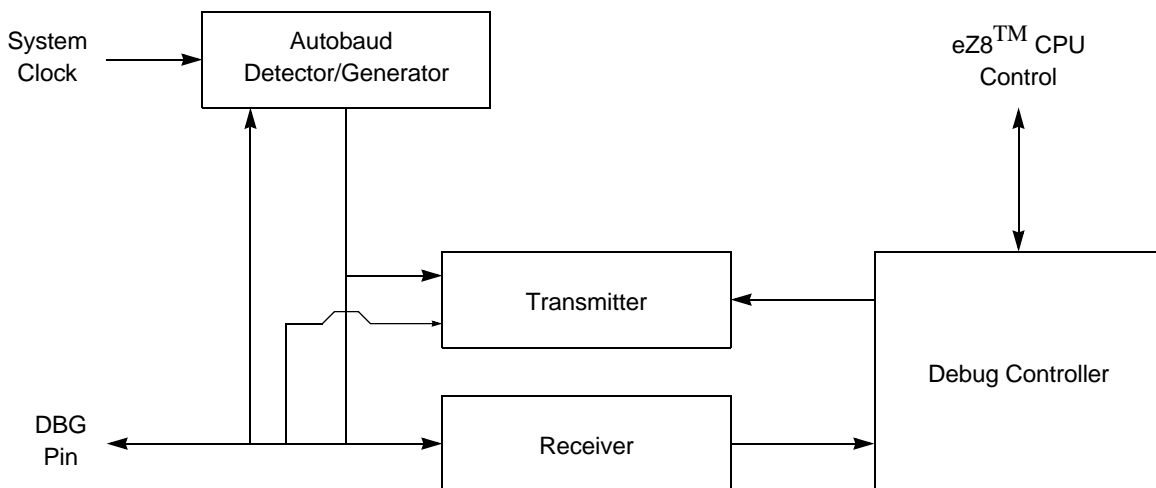 System
Clock
Autobaud
Detector/Generator
eZ8TM CPU
Control
Transmitter
Debug Controller
DBG
Pin
Receiver